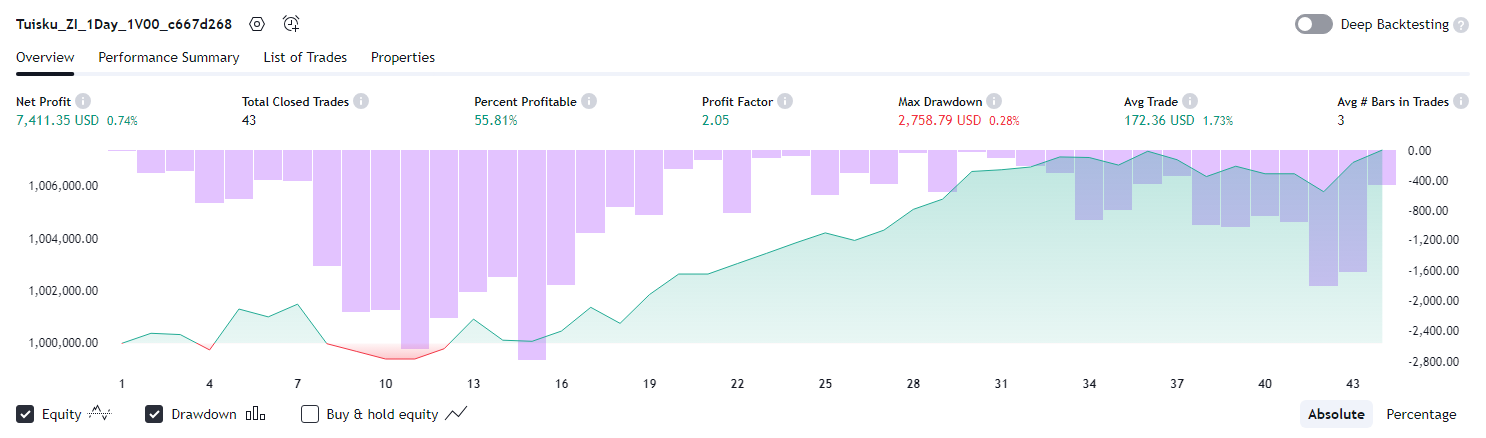 Tuisku_ZI_1Day_1V00_c667d268 Deep Backtesting ?
Overview Performance Summary List of Trades Properties
Net Profit Total Closed Trades Percent Profitable Profit Factor Max Drawdown Avg Trade Avg # Bars in Trades
7,411.35 USD 0.74% 43 55.81% 2.05 2,758.79 USD 0.28% 172.36 USD 1.73% 3
0.00
1,006,000.00 -400.00
-800.00
1,004,000.00 -1,200.00
-1,600.00
1,002,000.00 -2,000.00
-2,400.00
1,000,000.00
-2,800.00
1 4 7 10 13 16 19 22 25 28 31 34 37 40 43
Equity Drawdown Buy & hold equity Absolute Percentage